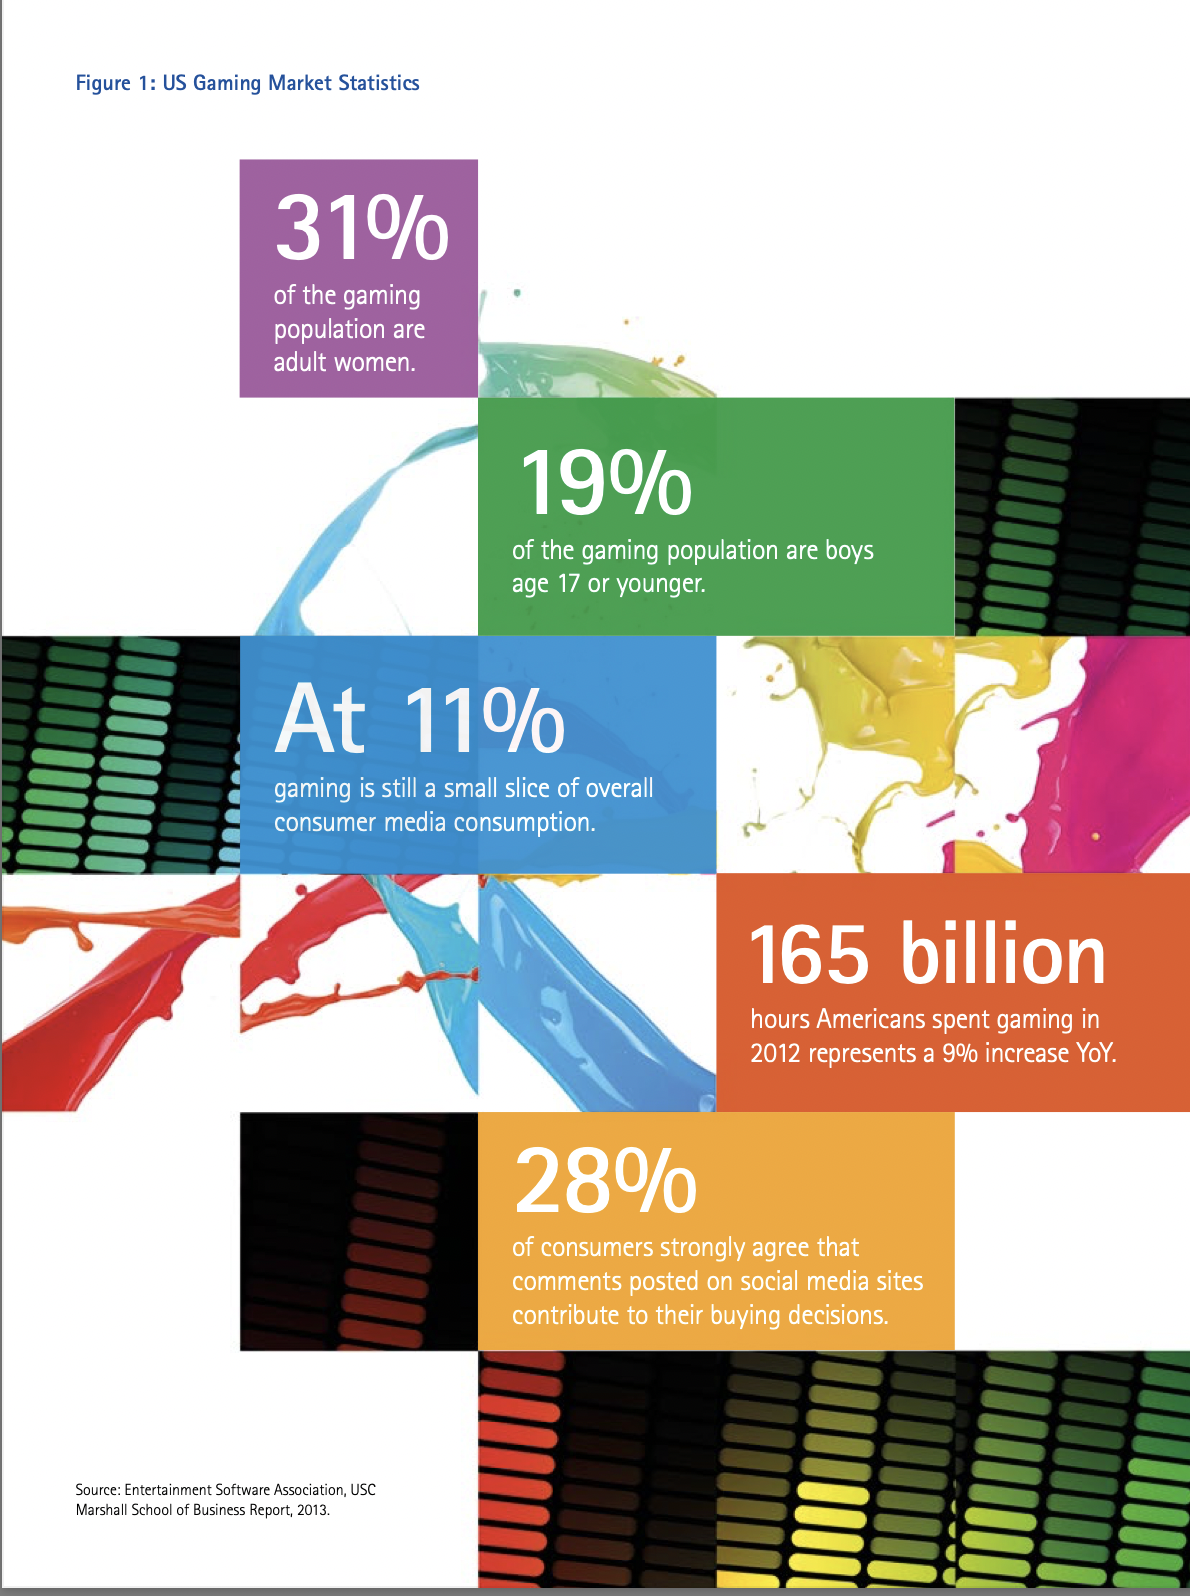 Figure 1: US Gaming Market Statistics
31%
of the gaming
population are
adult women.
19%
of the gaming population are boys
age 17 or younger.
At 11%
gaming is still a small slice of overall
consumer media consumption.
165 billion
hours Americans spent gaming in
2012 represents a 9% increase YoY.
28%
of consumers strongly agree that
comments posted on social media sites
contribute to their buying decisions.
Source: Entertainment Software Association, USC
Marshall School of Business Report, 2013.